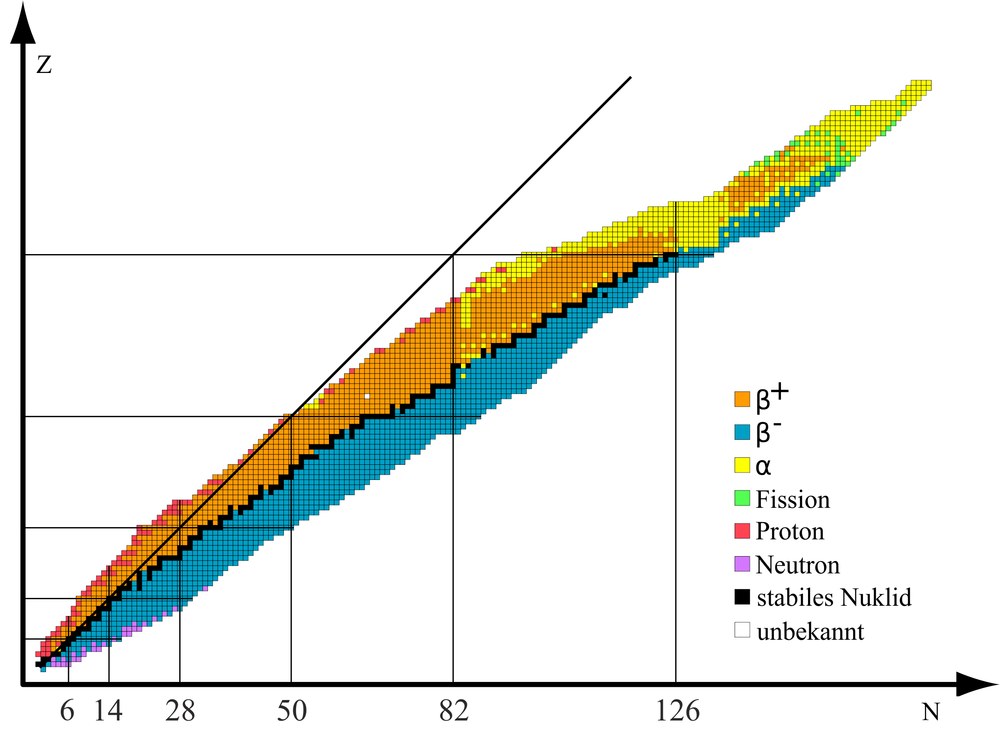 Z
β+
β-
α
Fission
Proton
Neutron
stabiles Nuklid
unbekannt
6 14 28 50 82 126 N